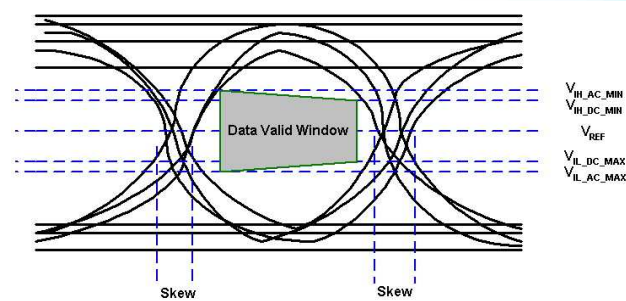 V_IH_AC_MIN
V_IH_DC_MIN
Data Valid Window
V_REF
V_IL_DC_MAX
V_IL_AC_MAX
Skew
Skew